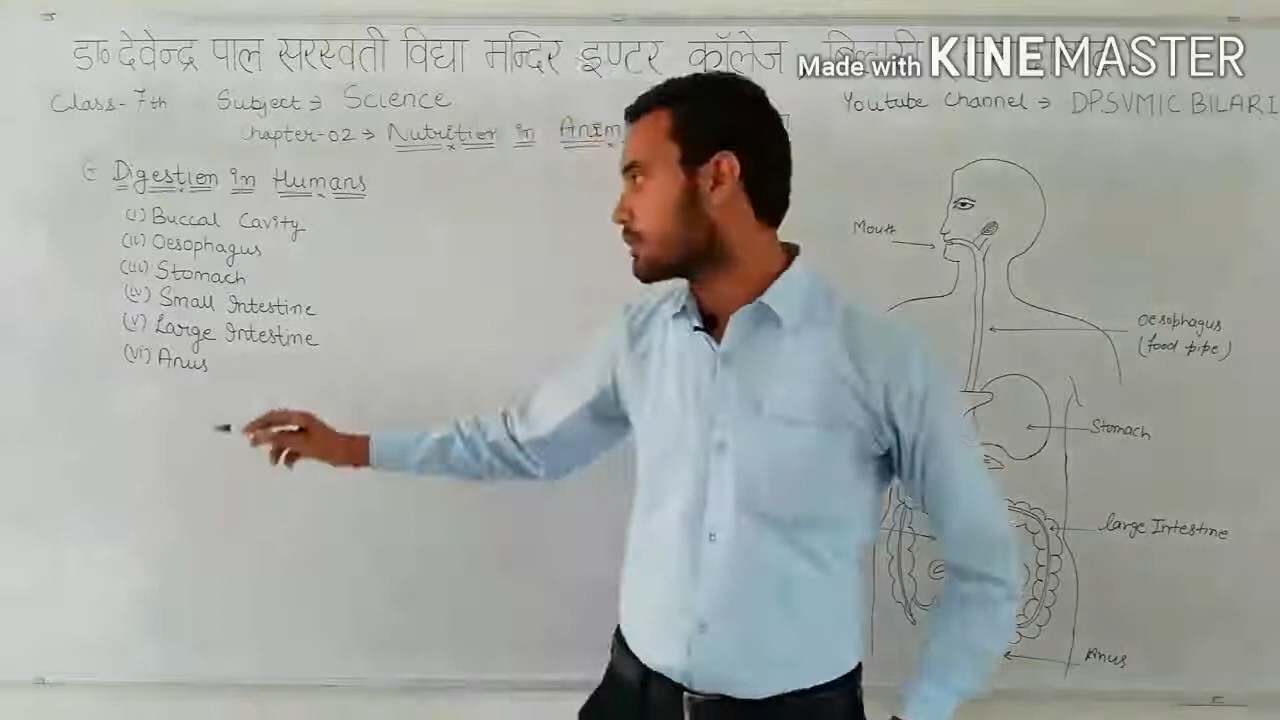 डा० देवेन्द्र पाल सरस्वती विद्या मन्दिर इण्टर कॉलेज
Made with KINEMASTER
Class-7th Subject → Science
Youtube Channel → DPSVMIC BILARI
Chapter-02 → Nutrition in Anim
Digestion in Humans
(i) Buccal Cavity
(ii) Oesophagus
(iii) Stomach
(iv) Small Intestine
(v) Large Intestine
(vi) Anus
Mouth
Oesophagus
(food pipe)
Stomach
large Intestine
Anus